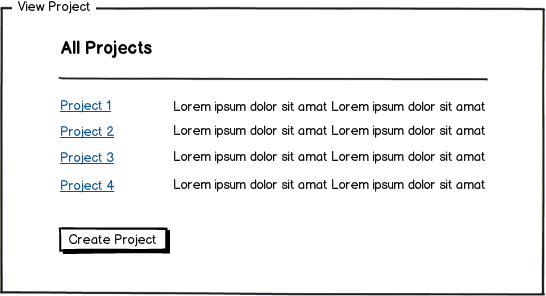 View Project
All Projects
Project 1 Lorem ipsum dolor sit amat Lorem ipsum dolor sit amat
Project 2 Lorem ipsum dolor sit amat Lorem ipsum dolor sit amat
Project 3 Lorem ipsum dolor sit amat Lorem ipsum dolor sit amat
Project 4 Lorem ipsum dolor sit amat Lorem ipsum dolor sit amat
Create Project